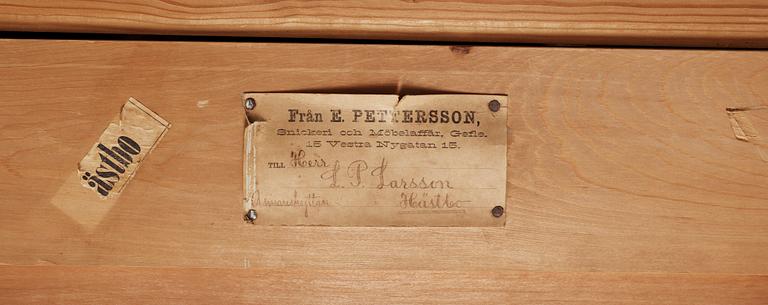 ästbo
Från E. PETTERSSON,
Snickeri och Möbelaffär, Gefle.
15 Vestra Nygatan 15.
TILL Herr
L. P. Larsson
Hästbo